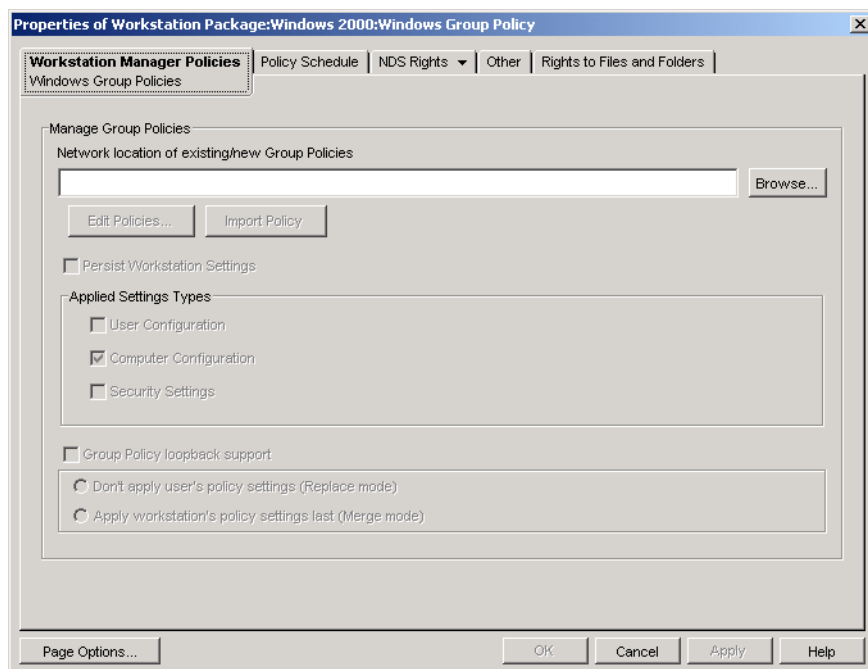 Properties of Workstation Package:Windows 2000:Windows Group Policy
Workstation Manager Policies Policy Schedule NDS Rights Other Rights to Files and Folders
Windows Group Policies
Manage Group Policies
Network location of existing/new Group Policies
Browse...
Edit Policies... Import Policy
Persist Workstation Settings
Applied Settings Types
User Configuration
Computer Configuration
Security Settings
Group Policy loopback support
Don't apply user's policy settings (Replace mode)
Apply workstation's policy settings last (Merge mode)
Page Options... OK Cancel Apply Help